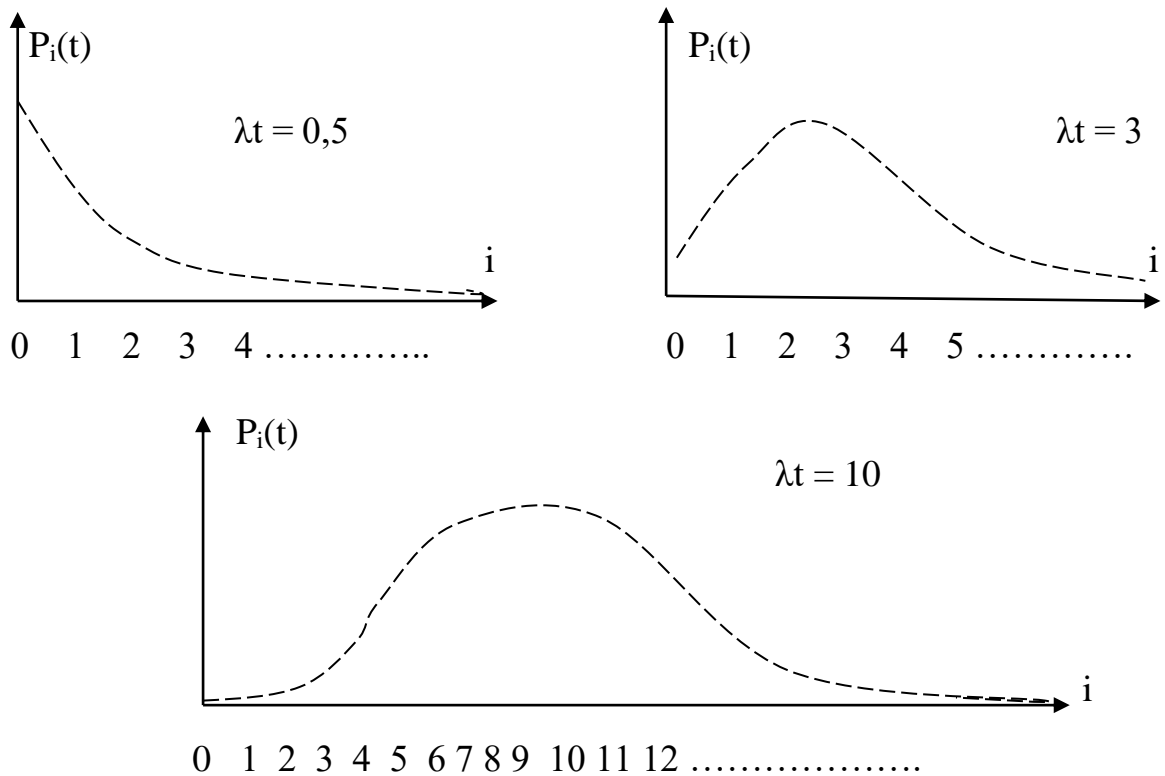 Pᵢ(t)
λt = 0,5
i
0 1 2 3 4 …………..
Pᵢ(t)
λt = 3
i
0 1 2 3 4 5 ………….
Pᵢ(t)
λt = 10
i
0 1 2 3 4 5 6 7 8 9 10 11 12 ……………….